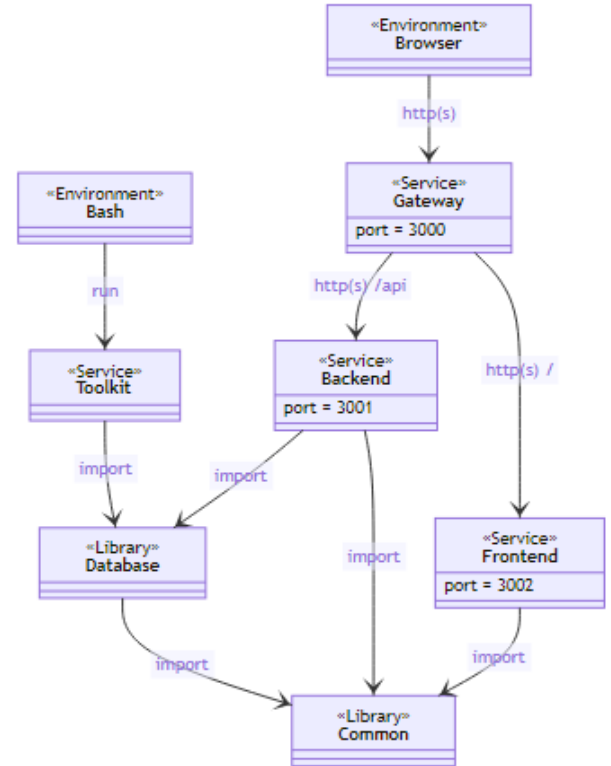 «Environment»
Browser
http(s)
«Service»
Gateway
port = 3000
«Environment»
Bash
run
http(s) /api
http(s) /
«Service»
Toolkit
«Service»
Backend
port = 3001
import
import
import
«Library»
Database
«Service»
Frontend
port = 3002
import
import
«Library»
Common